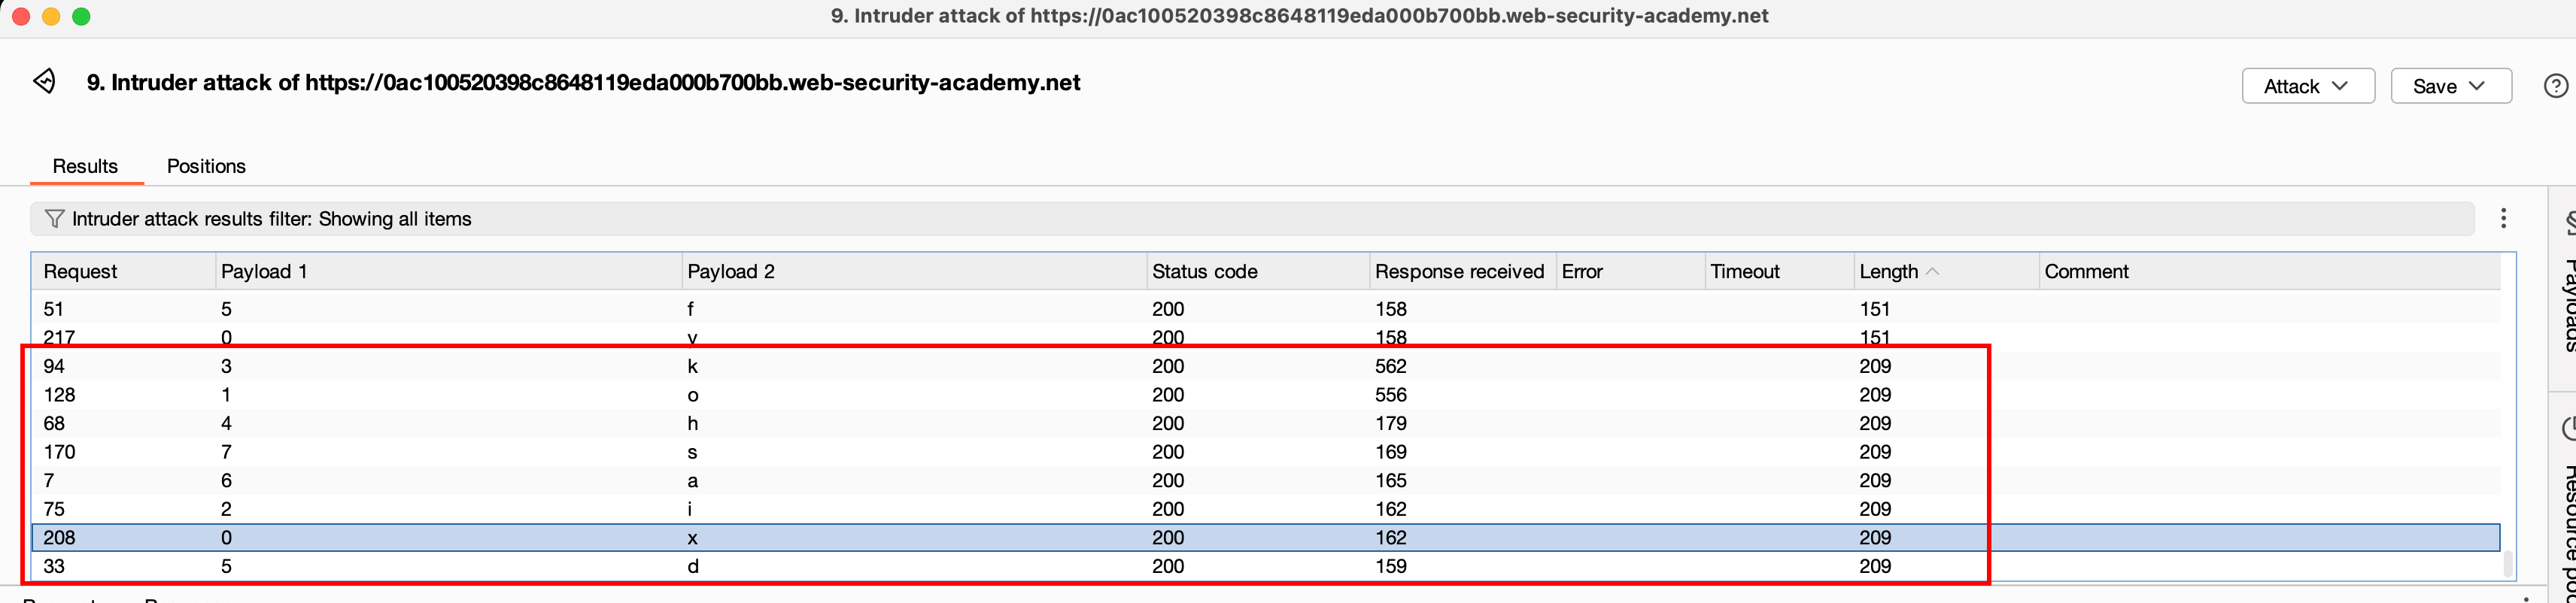 9. Intruder attack of https://0ac100520398c8648119eda000b700bb.web-security-academy.net
9. Intruder attack of https://0ac100520398c8648119eda000b700bb.web-security-academy.net
Attack
Save
Results Positions
Intruder attack results filter: Showing all items
Request Payload 1 Payload 2 Status code Response received Error Timeout Length Comment
51 5 f 200 158 151
217 0 v 200 158 151
94 3 k 200 562 209
128 1 o 200 556 209
68 4 h 200 179 209
170 7 s 200 169 209
7 6 a 200 165 209
75 2 i 200 162 209
208 0 x 200 162 209
33 5 d 200 159 209
Payloads